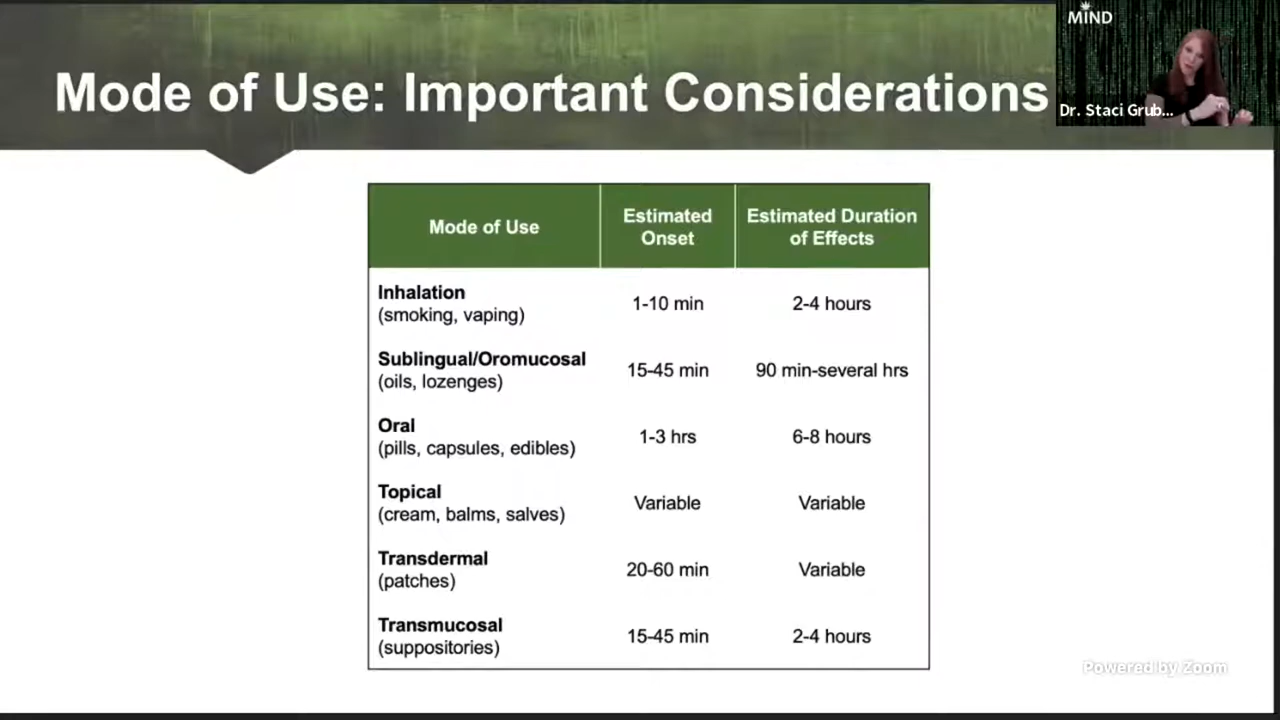 MIND
Mode of Use: Important Considerations
Dr. Staci Grub...
Mode of Use
Estimated
Onset
Estimated Duration
of Effects
Inhalation
(smoking, vaping)
1-10 min
2-4 hours
Sublingual/Oromucosal
(oils, lozenges)
15-45 min
90 min-several hrs
Oral
(pills, capsules, edibles)
1-3 hrs
6-8 hours
Topical
(cream, balms, salves)
Variable
Variable
Transdermal
(patches)
20-60 min
Variable
Transmucosal
(suppositories)
15-45 min
2-4 hours
Powered by Zoom